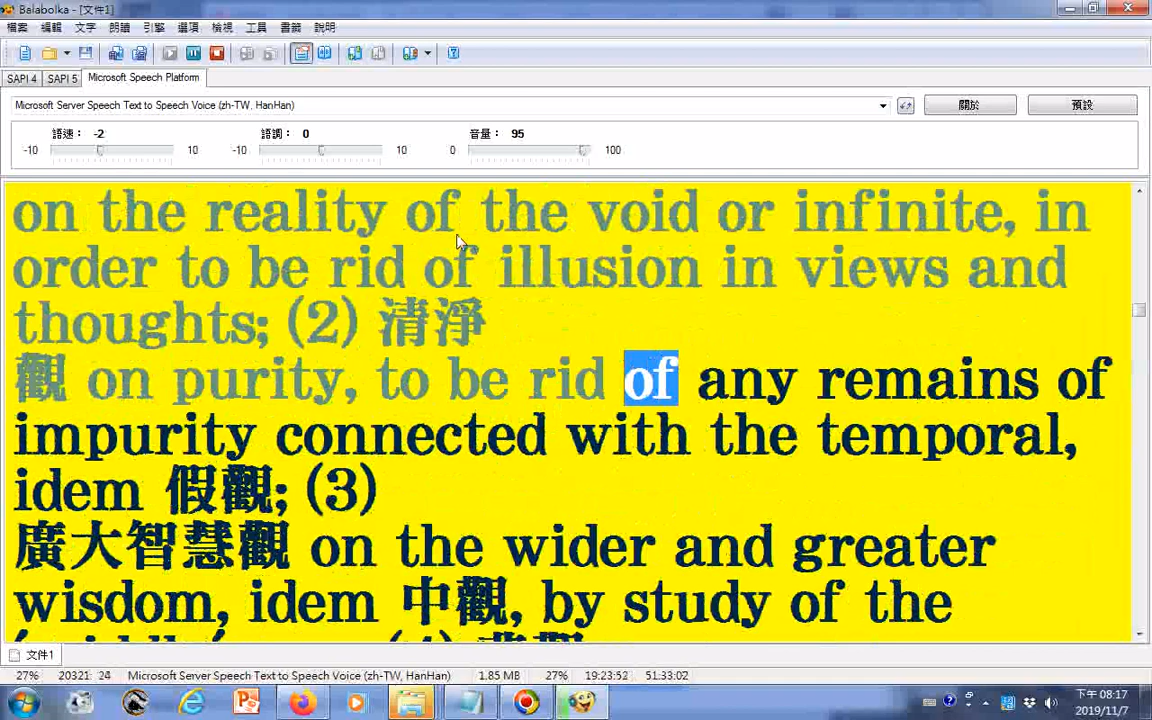 Balabolka - [文件1]
檔案 編輯 文字 朗讀 引擎 選項 檢視 工具 書籤 說明
SAPI 4 SAPI 5 Microsoft Speech Platform
Microsoft Server Speech Text to Speech Voice (zh-TW, HanHan) 關於 預設
語速： -2 語調： 0 音量： 95
-10 10 -10 10 0 100
on the reality of the void or infinite, in
order to be rid of illusion in views and
thoughts; (2) 清淨
觀 on purity, to be rid of any remains of
impurity connected with the temporal,
idem 假觀; (3)
廣大智慧觀 on the wider and greater
wisdom, idem 中觀, by study of the
文件1
27% 20321: 24 Microsoft Server Speech Text to Speech Voice (zh-TW, HanHan) 1.85 MB 27% 19:23:52 51:33:02
下午 08:17
2019/11/7